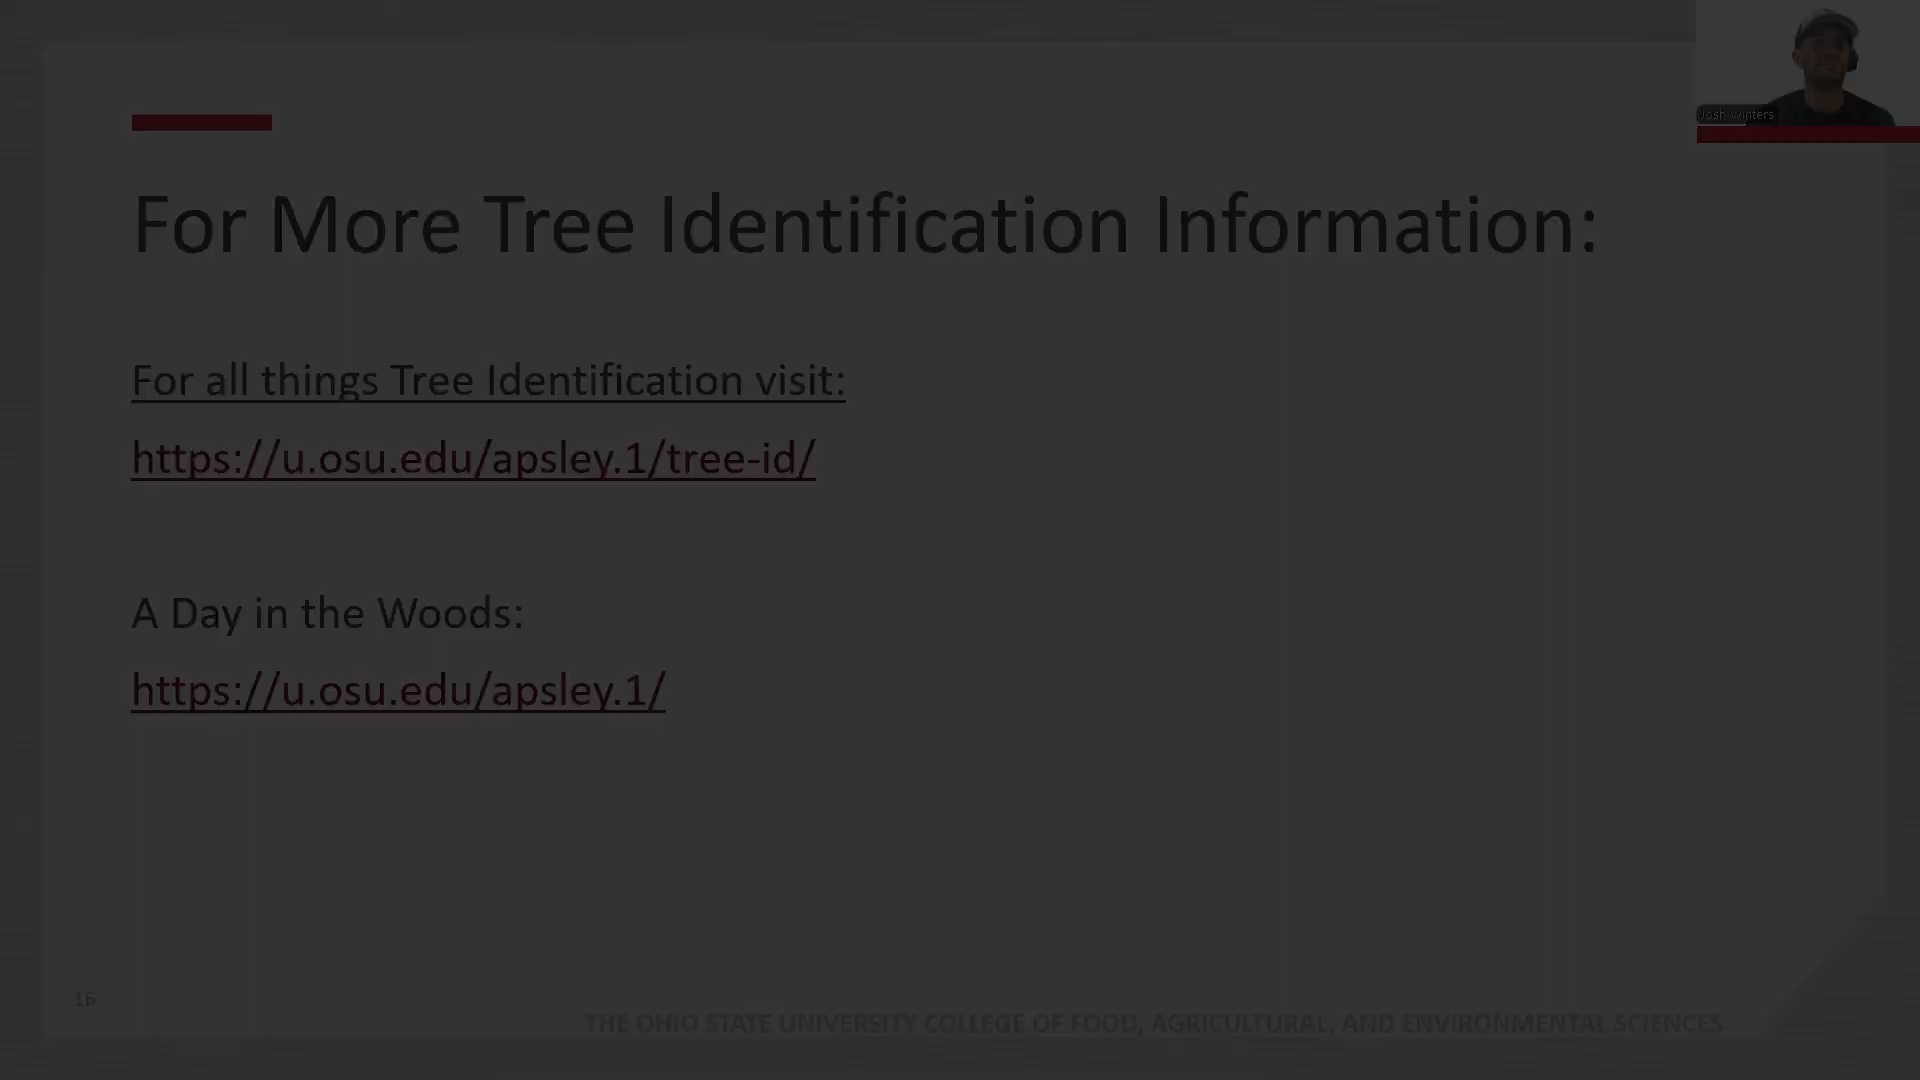 Josh Winters
For More Tree Identification Information:
For all things Tree Identification visit:
https://u.osu.edu/apsley.1/tree-id/
A Day in the Woods:
https://u.osu.edu/apsley.1/
16
THE OHIO STATE UNIVERSITY COLLEGE OF FOOD, AGRICULTURAL, AND ENVIRONMENTAL SCIENCES